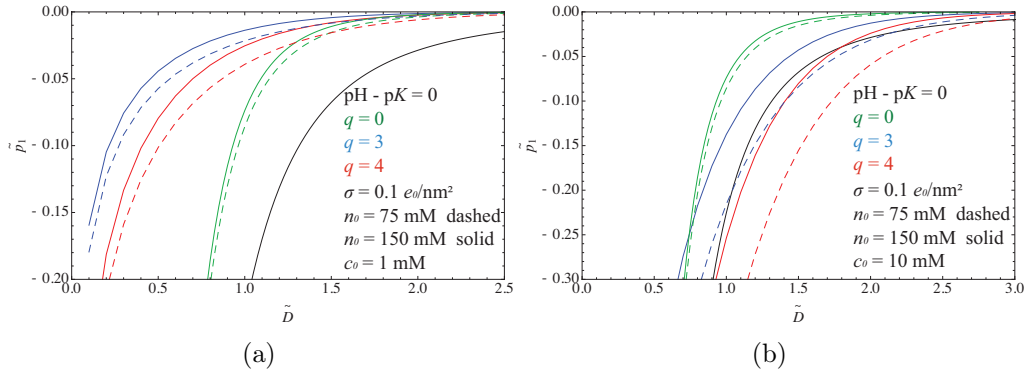 0.00
- 0.05
- 0.10
- 0.15
- 0.20
0.0 0.5 1.0 1.5 2.0 2.5
p̃₁
D̃
pH - pK = 0
q = 0
q = 3
q = 4
σ = 0.1 e₀/nm²
n₀ = 75 mM dashed
n₀ = 150 mM solid
c₀ = 1 mM
(a)
0.00
- 0.05
- 0.10
- 0.15
- 0.20
- 0.25
- 0.30
0.0 0.5 1.0 1.5 2.0 2.5 3.0
p̃₁
D̃
pH - pK = 0
q = 0
q = 3
q = 4
σ = 0.1 e₀/nm²
n₀ = 75 mM dashed
n₀ = 150 mM solid
c₀ = 10 mM
(b)